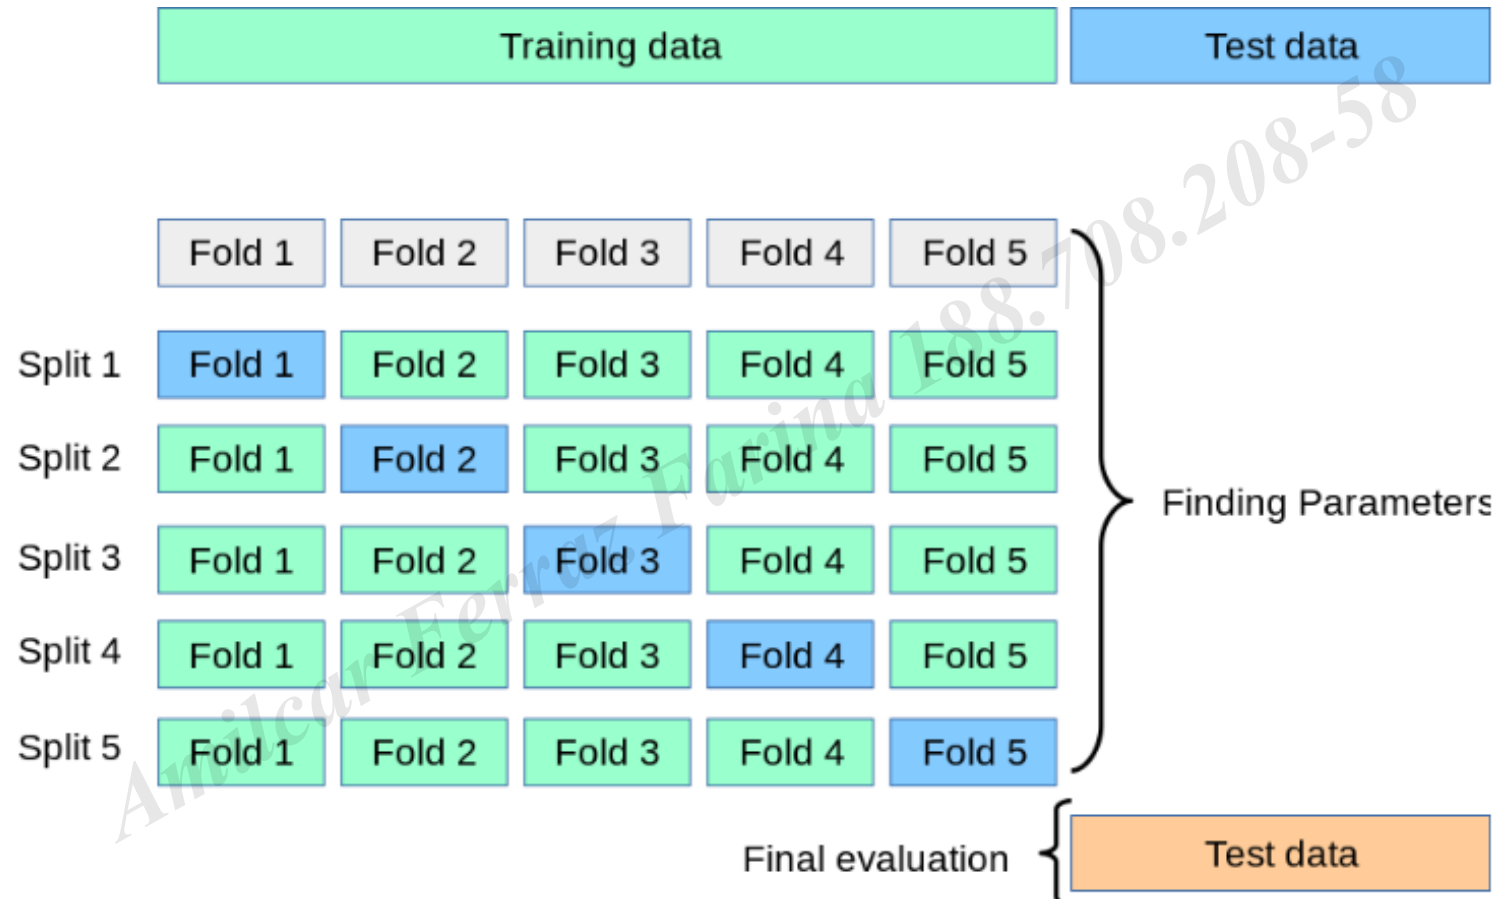 Training data Test data
Fold 1 Fold 2 Fold 3 Fold 4 Fold 5
Split 1 Fold 1 Fold 2 Fold 3 Fold 4 Fold 5
Split 2 Fold 1 Fold 2 Fold 3 Fold 4 Fold 5
Finding Parameters
Split 3 Fold 1 Fold 2 Fold 3 Fold 4 Fold 5
Split 4 Fold 1 Fold 2 Fold 3 Fold 4 Fold 5
Split 5 Fold 1 Fold 2 Fold 3 Fold 4 Fold 5
Final evaluation Test data
Amilcar Ferraz Farina 188.708.208-58